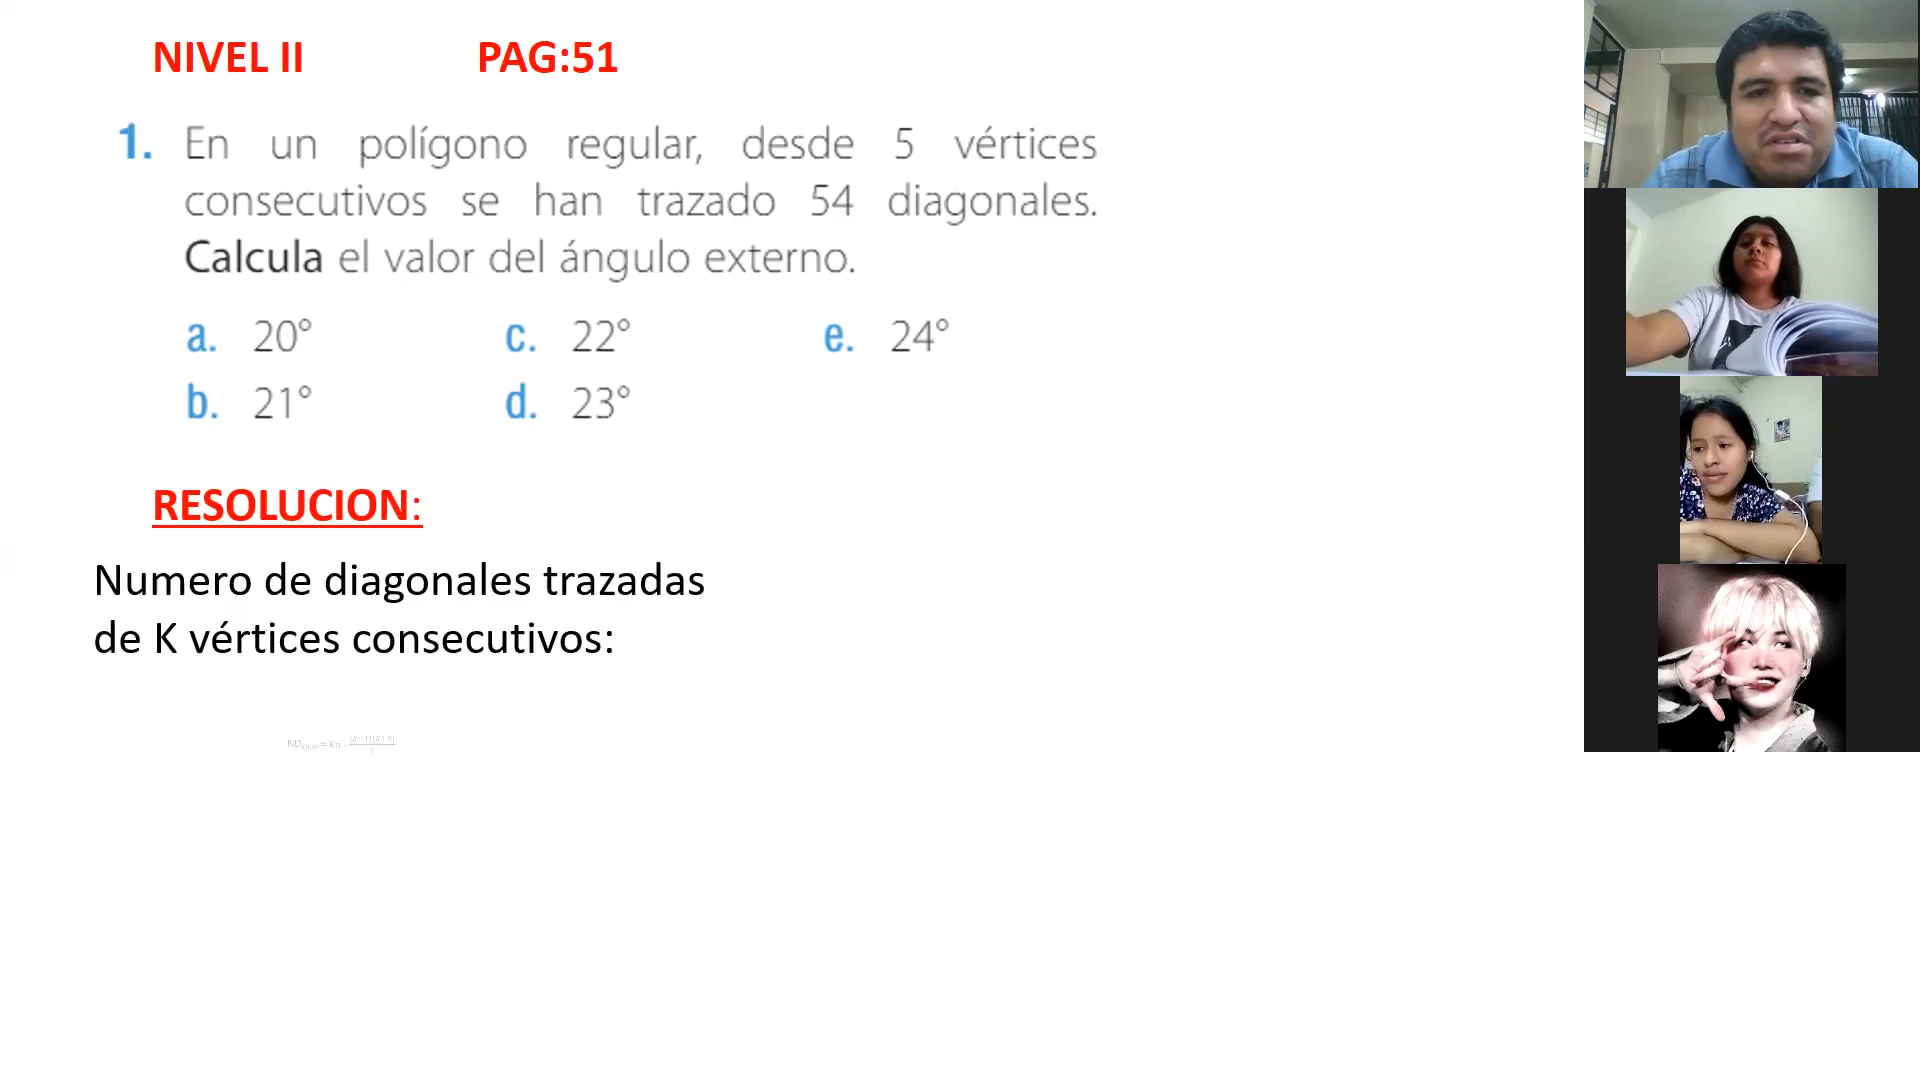 NIVEL II PAG:51
1. En un polígono regular, desde 5 vértices
consecutivos se han trazado 54 diagonales.
Calcula el valor del ángulo externo.
a. 20° c. 22° e. 24°
b. 21° d. 23°
RESOLUCION:
Numero de diagonales trazadas
de K vértices consecutivos: